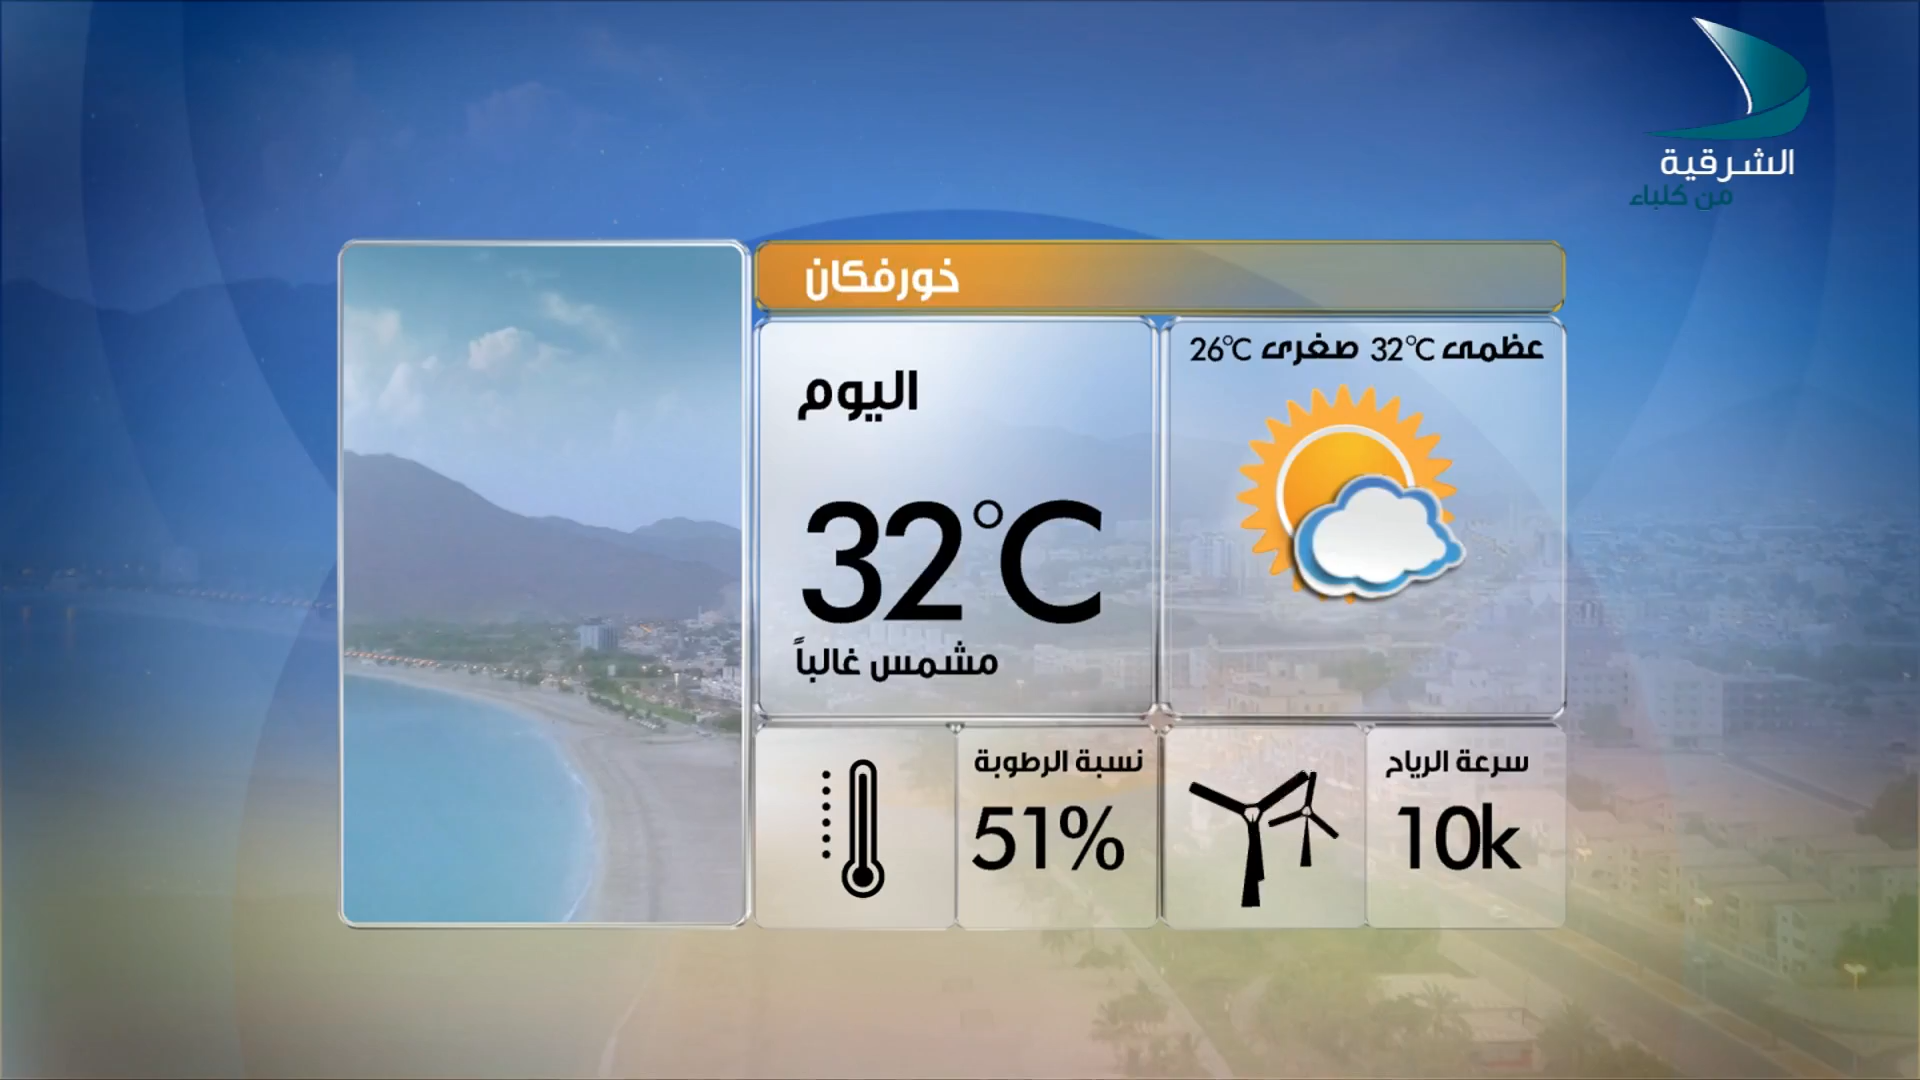 الشرقية
من كلباء
خورفكان
عظمى 32°C صغرى 26°C
اليوم
32°C
مشمس غالباً
سرعة الرياح
10k
نسبة الرطوبة
51%